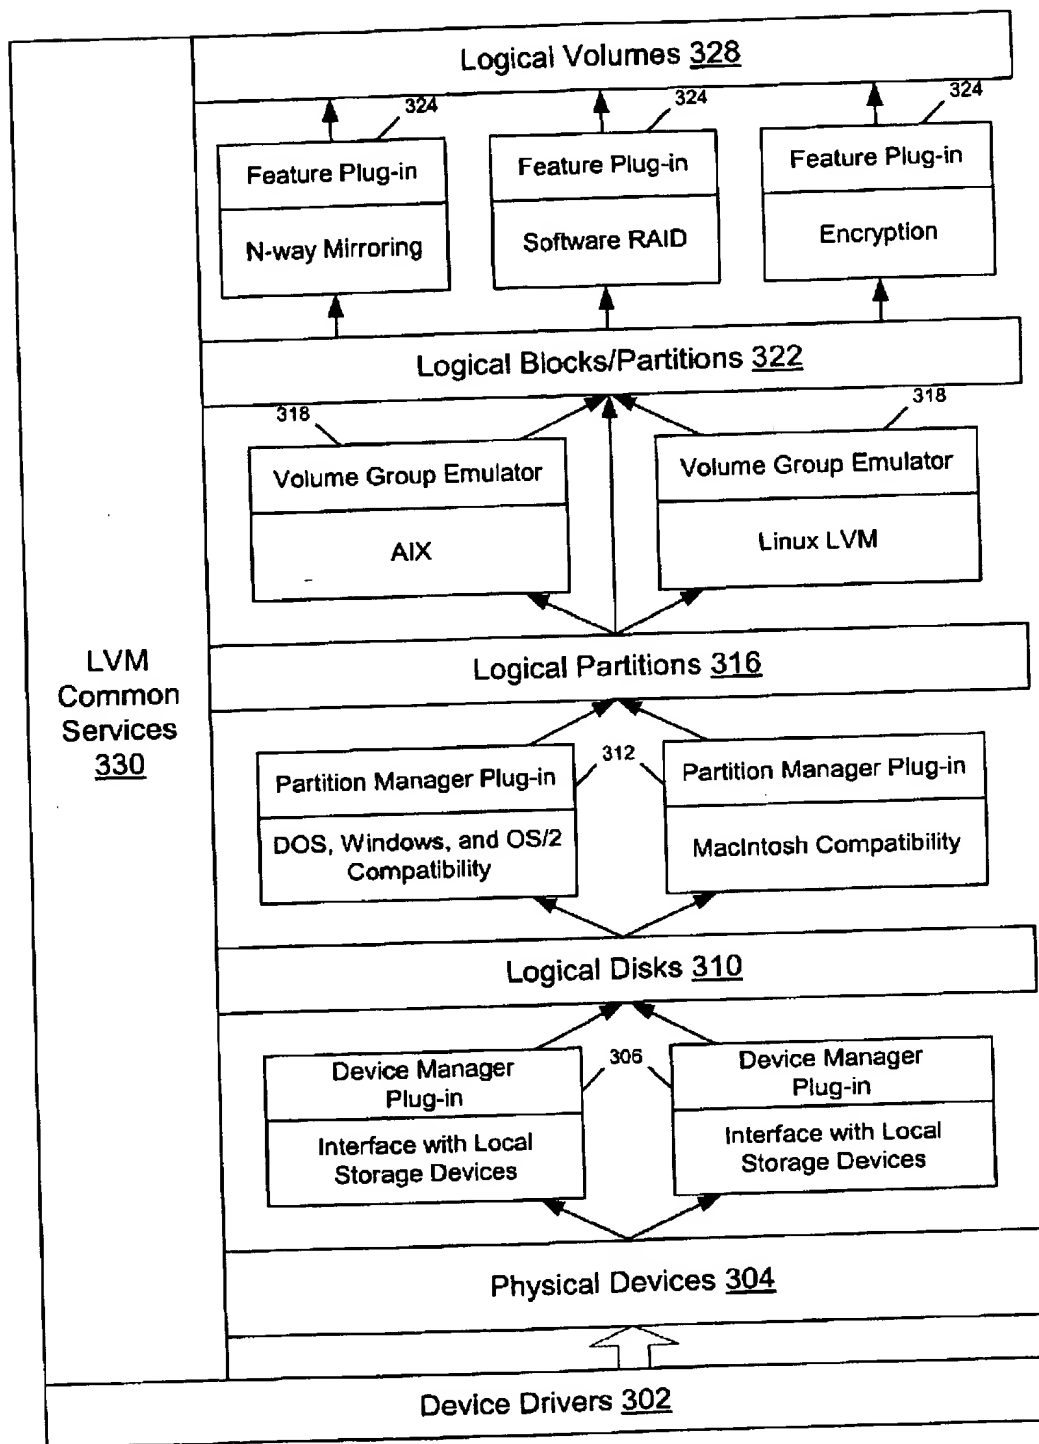 Logical Volumes 328
324
324
324
Feature Plug-in
N-way Mirroring
Feature Plug-in
Software RAID
Feature Plug-in
Encryption
Logical Blocks/Partitions 322
318
318
Volume Group Emulator
AIX
Volume Group Emulator
Linux LVM
LVM
Common
Services
330
Logical Partitions 316
312
Partition Manager Plug-in
DOS, Windows, and OS/2
Compatibility
Partition Manager Plug-in
MacIntosh Compatibility
Logical Disks 310
306
Device Manager
Plug-in
Interface with Local
Storage Devices
Device Manager
Plug-in
Interface with Local
Storage Devices
Physical Devices 304
Device Drivers 302